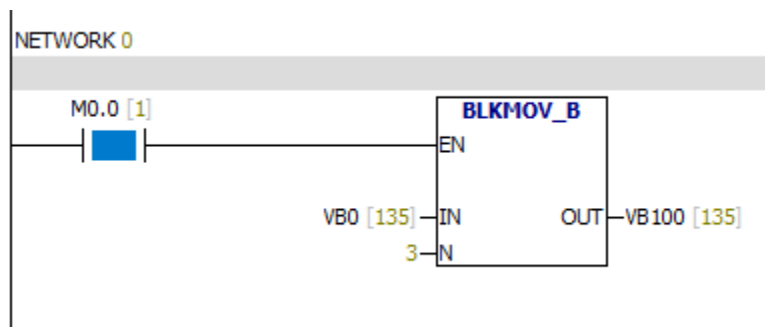 NETWORK 0
M0.0 [1]
BLKMOV_B
EN
VB0 [135] IN OUT VB100 [135]
3 N